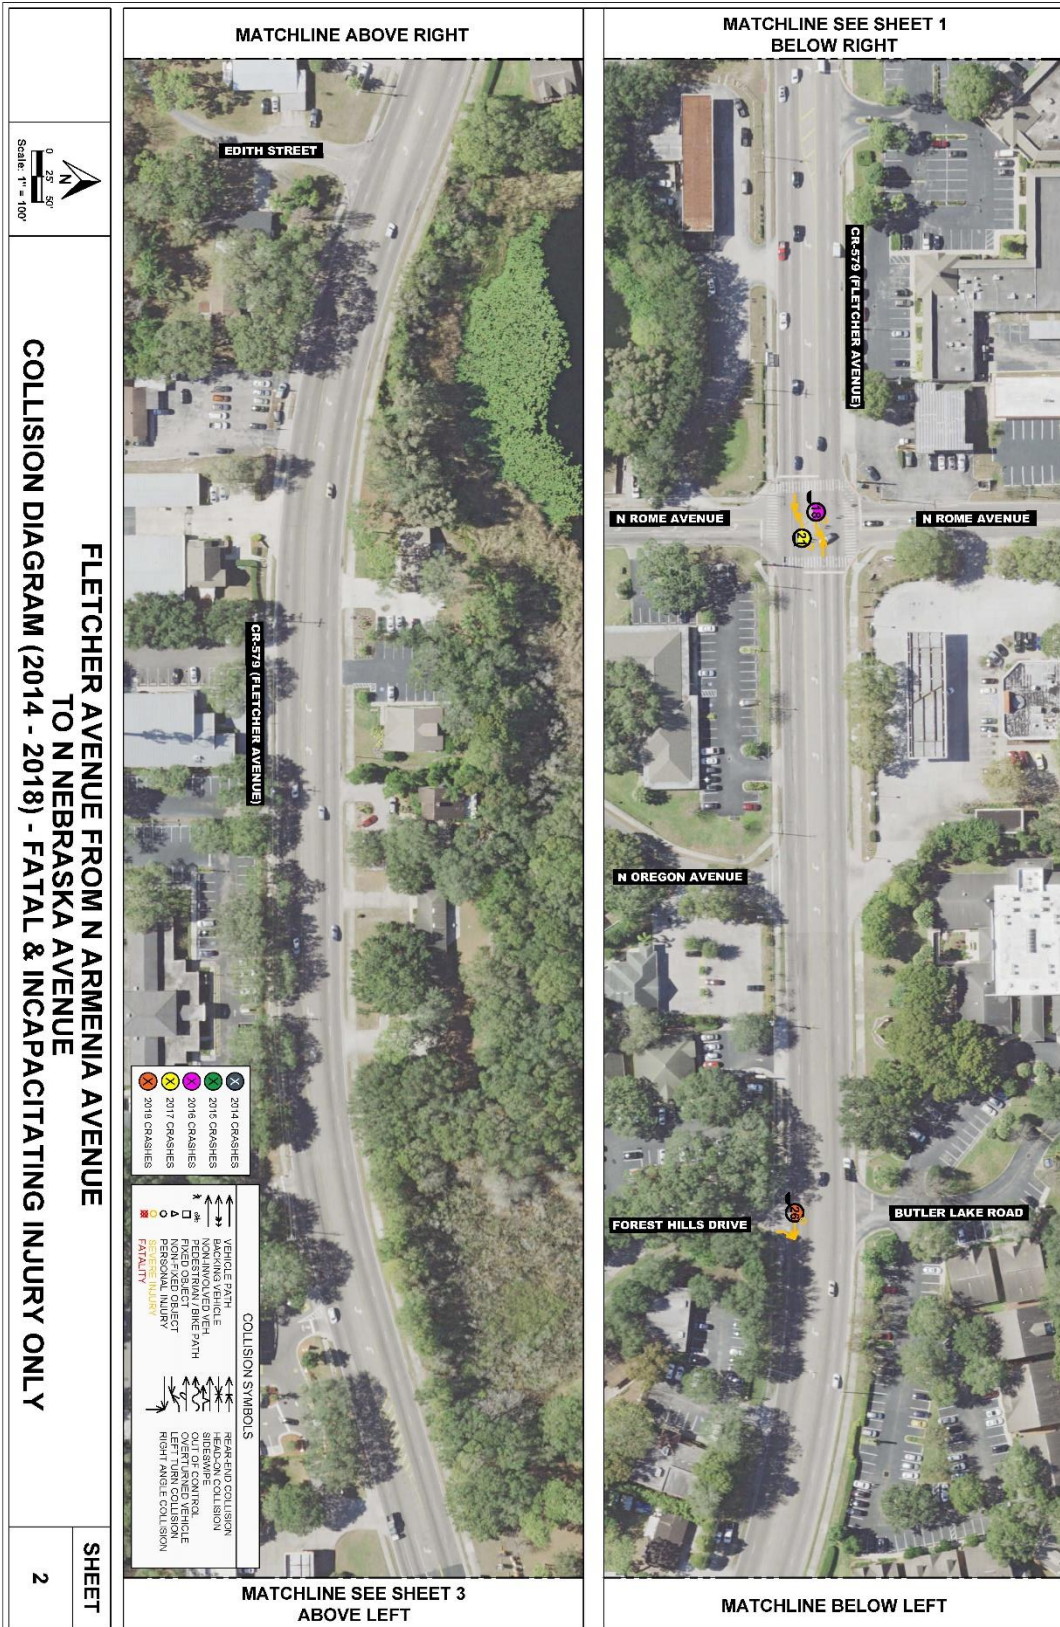 MATCHLINE ABOVE RIGHT
MATCHLINE SEE SHEET 1
BELOW RIGHT
EDITH STREET
CR-579 (FLETCHER AVENUE)
N ROME AVENUE
N ROME AVENUE
18
21
CR-579 (FLETCHER AVENUE)
N OREGON AVENUE
FOREST HILLS DRIVE
26
BUTLER LAKE ROAD
MATCHLINE SEE SHEET 3
ABOVE LEFT
MATCHLINE BELOW LEFT
X 2014 CRASHES
X 2015 CRASHES
X 2016 CRASHES
X 2017 CRASHES
X 2018 CRASHES
COLLISION SYMBOLS
VEHICLE PATH
BACKING VEHICLE
NON-INVOLVED VEH.
PEDESTRIAN / BIKE PATH
FIXED OBJECT
NON-FIXED OBJECT
PERSONAL INJURY
SEVERE INJURY
FATALITY
REAR-END COLLISION
HEAD-ON COLLISION
SIDESWIPE
OUT OF CONTROL
OVERTURNED VEHICLE
LEFT TURN COLLISION
RIGHT ANGLE COLLISION
N
0 25' 50'
Scale: 1" = 100'
FLETCHER AVENUE FROM N ARMENIA AVENUE
TO N NEBRASKA AVENUE
COLLISION DIAGRAM (2014 - 2018) - FATAL & INCAPACITATING INJURY ONLY
SHEET
2